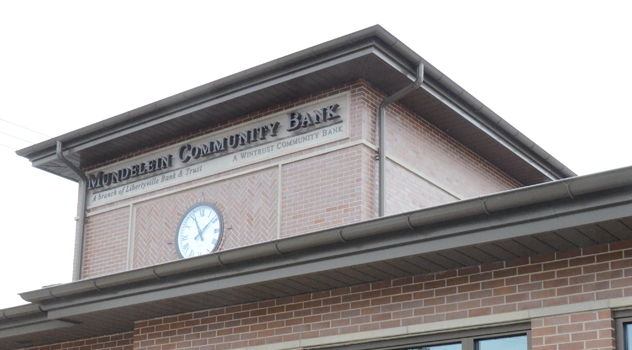 MUNDELEIN COMMUNITY BANK
A branch of Libertyville Bank & Trust
A WINTRUST COMMUNITY BANK